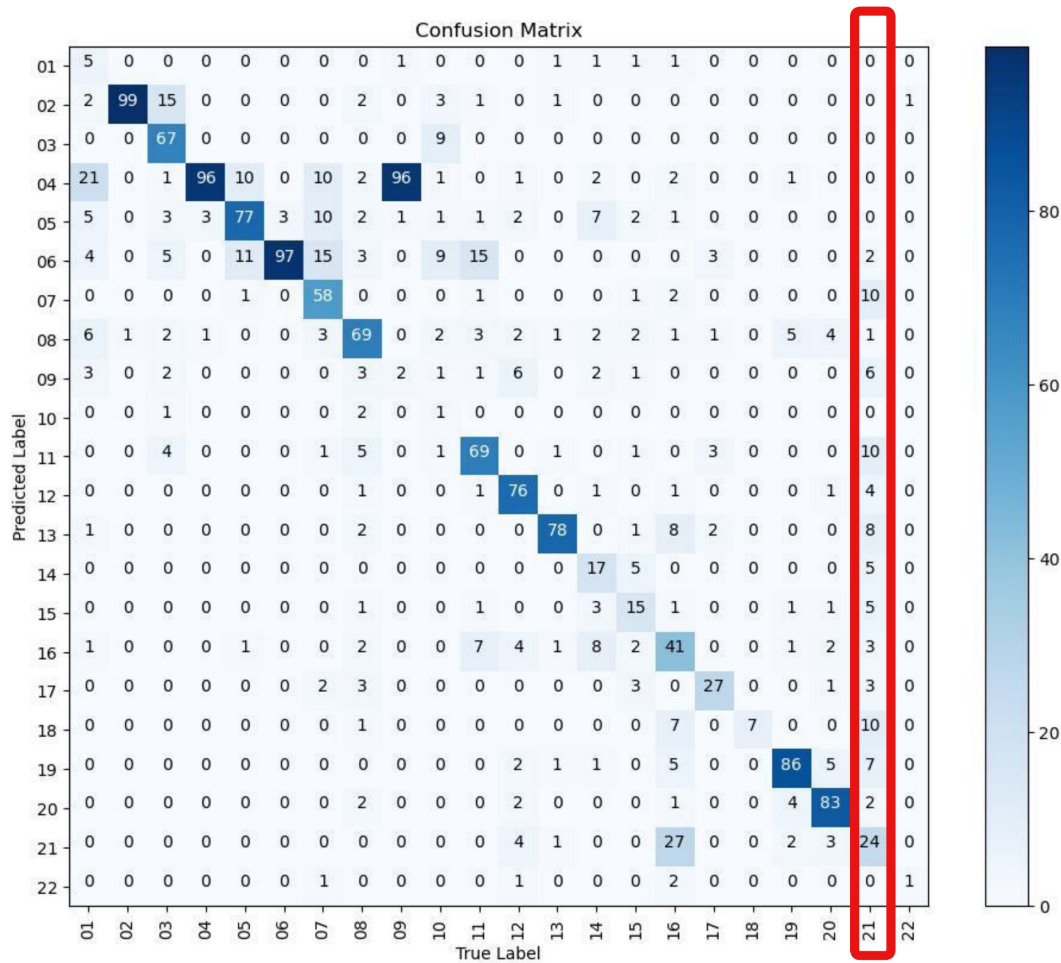 Confusion Matrix
01 5 0 0 0 0 0 0 0 1 0 0 0 1 1 1 1 0 0 0 0 0 0
02 2 99 15 0 0 0 0 2 0 3 1 0 1 0 0 0 0 0 0 0 0 1
03 0 0 67 0 0 0 0 0 0 9 0 0 0 0 0 0 0 0 0 0 0 0
04 21 0 1 96 10 0 10 2 96 1 0 1 0 2 0 2 0 0 1 0 0 0
05 5 0 3 3 77 3 10 2 1 1 1 2 0 7 2 1 0 0 0 0 0 0
06 4 0 5 0 11 97 15 3 0 9 15 0 0 0 0 0 3 0 0 0 2 0
07 0 0 0 0 1 0 58 0 0 0 1 0 0 0 1 2 0 0 0 0 10 0
08 6 1 2 1 0 0 3 69 0 2 3 2 1 2 2 1 1 0 5 4 1 0
09 3 0 2 0 0 0 0 3 2 1 1 6 0 2 1 0 0 0 0 0 6 0
10 0 0 1 0 0 0 0 2 0 1 0 0 0 0 0 0 0 0 0 0 0 0
11 0 0 4 0 0 0 1 5 0 1 69 0 1 0 1 0 3 0 0 0 10 0
12 0 0 0 0 0 0 0 1 0 0 1 76 0 1 0 1 0 0 0 1 4 0
13 1 0 0 0 0 0 0 2 0 0 0 0 78 0 1 8 2 0 0 0 8 0
14 0 0 0 0 0 0 0 0 0 0 0 0 0 17 5 0 0 0 0 0 5 0
15 0 0 0 0 0 0 0 1 0 0 1 0 0 3 15 1 0 0 1 1 5 0
16 1 0 0 0 1 0 0 2 0 0 7 4 1 8 2 41 0 0 1 2 3 0
17 0 0 0 0 0 0 2 3 0 0 0 0 0 0 3 0 27 0 0 1 3 0
18 0 0 0 0 0 0 0 1 0 0 0 0 0 0 0 7 0 7 0 0 10 0
19 0 0 0 0 0 0 0 0 0 0 0 2 1 1 0 5 0 0 86 5 7 0
20 0 0 0 0 0 0 0 2 0 0 0 2 0 0 0 1 0 0 4 83 2 0
21 0 0 0 0 0 0 0 0 0 0 0 4 1 0 0 27 0 0 2 3 24 0
22 0 0 0 0 0 0 1 0 0 0 0 1 0 0 0 2 0 0 0 0 0 1
01 02 03 04 05 06 07 08 09 10 11 12 13 14 15 16 17 18 19 20 21 22
Predicted Label
True Label
80
60
40
20
0